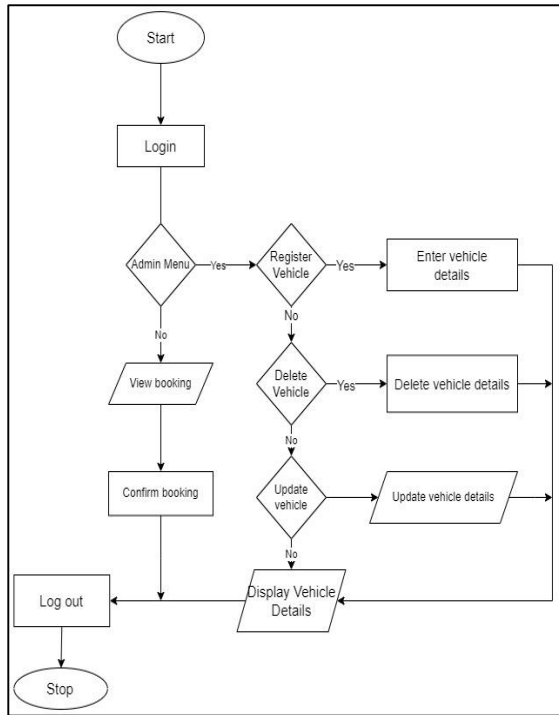 Start
Login
Admin Menu
Yes
Register
Vehicle
Yes
Enter vehicle
details
No
No
View booking
Delete
Vehicle
Yes
Delete vehicle details
No
Confirm booking
Update
vehicle
Update vehicle details
No
Log out
Display Vehicle
Details
Stop